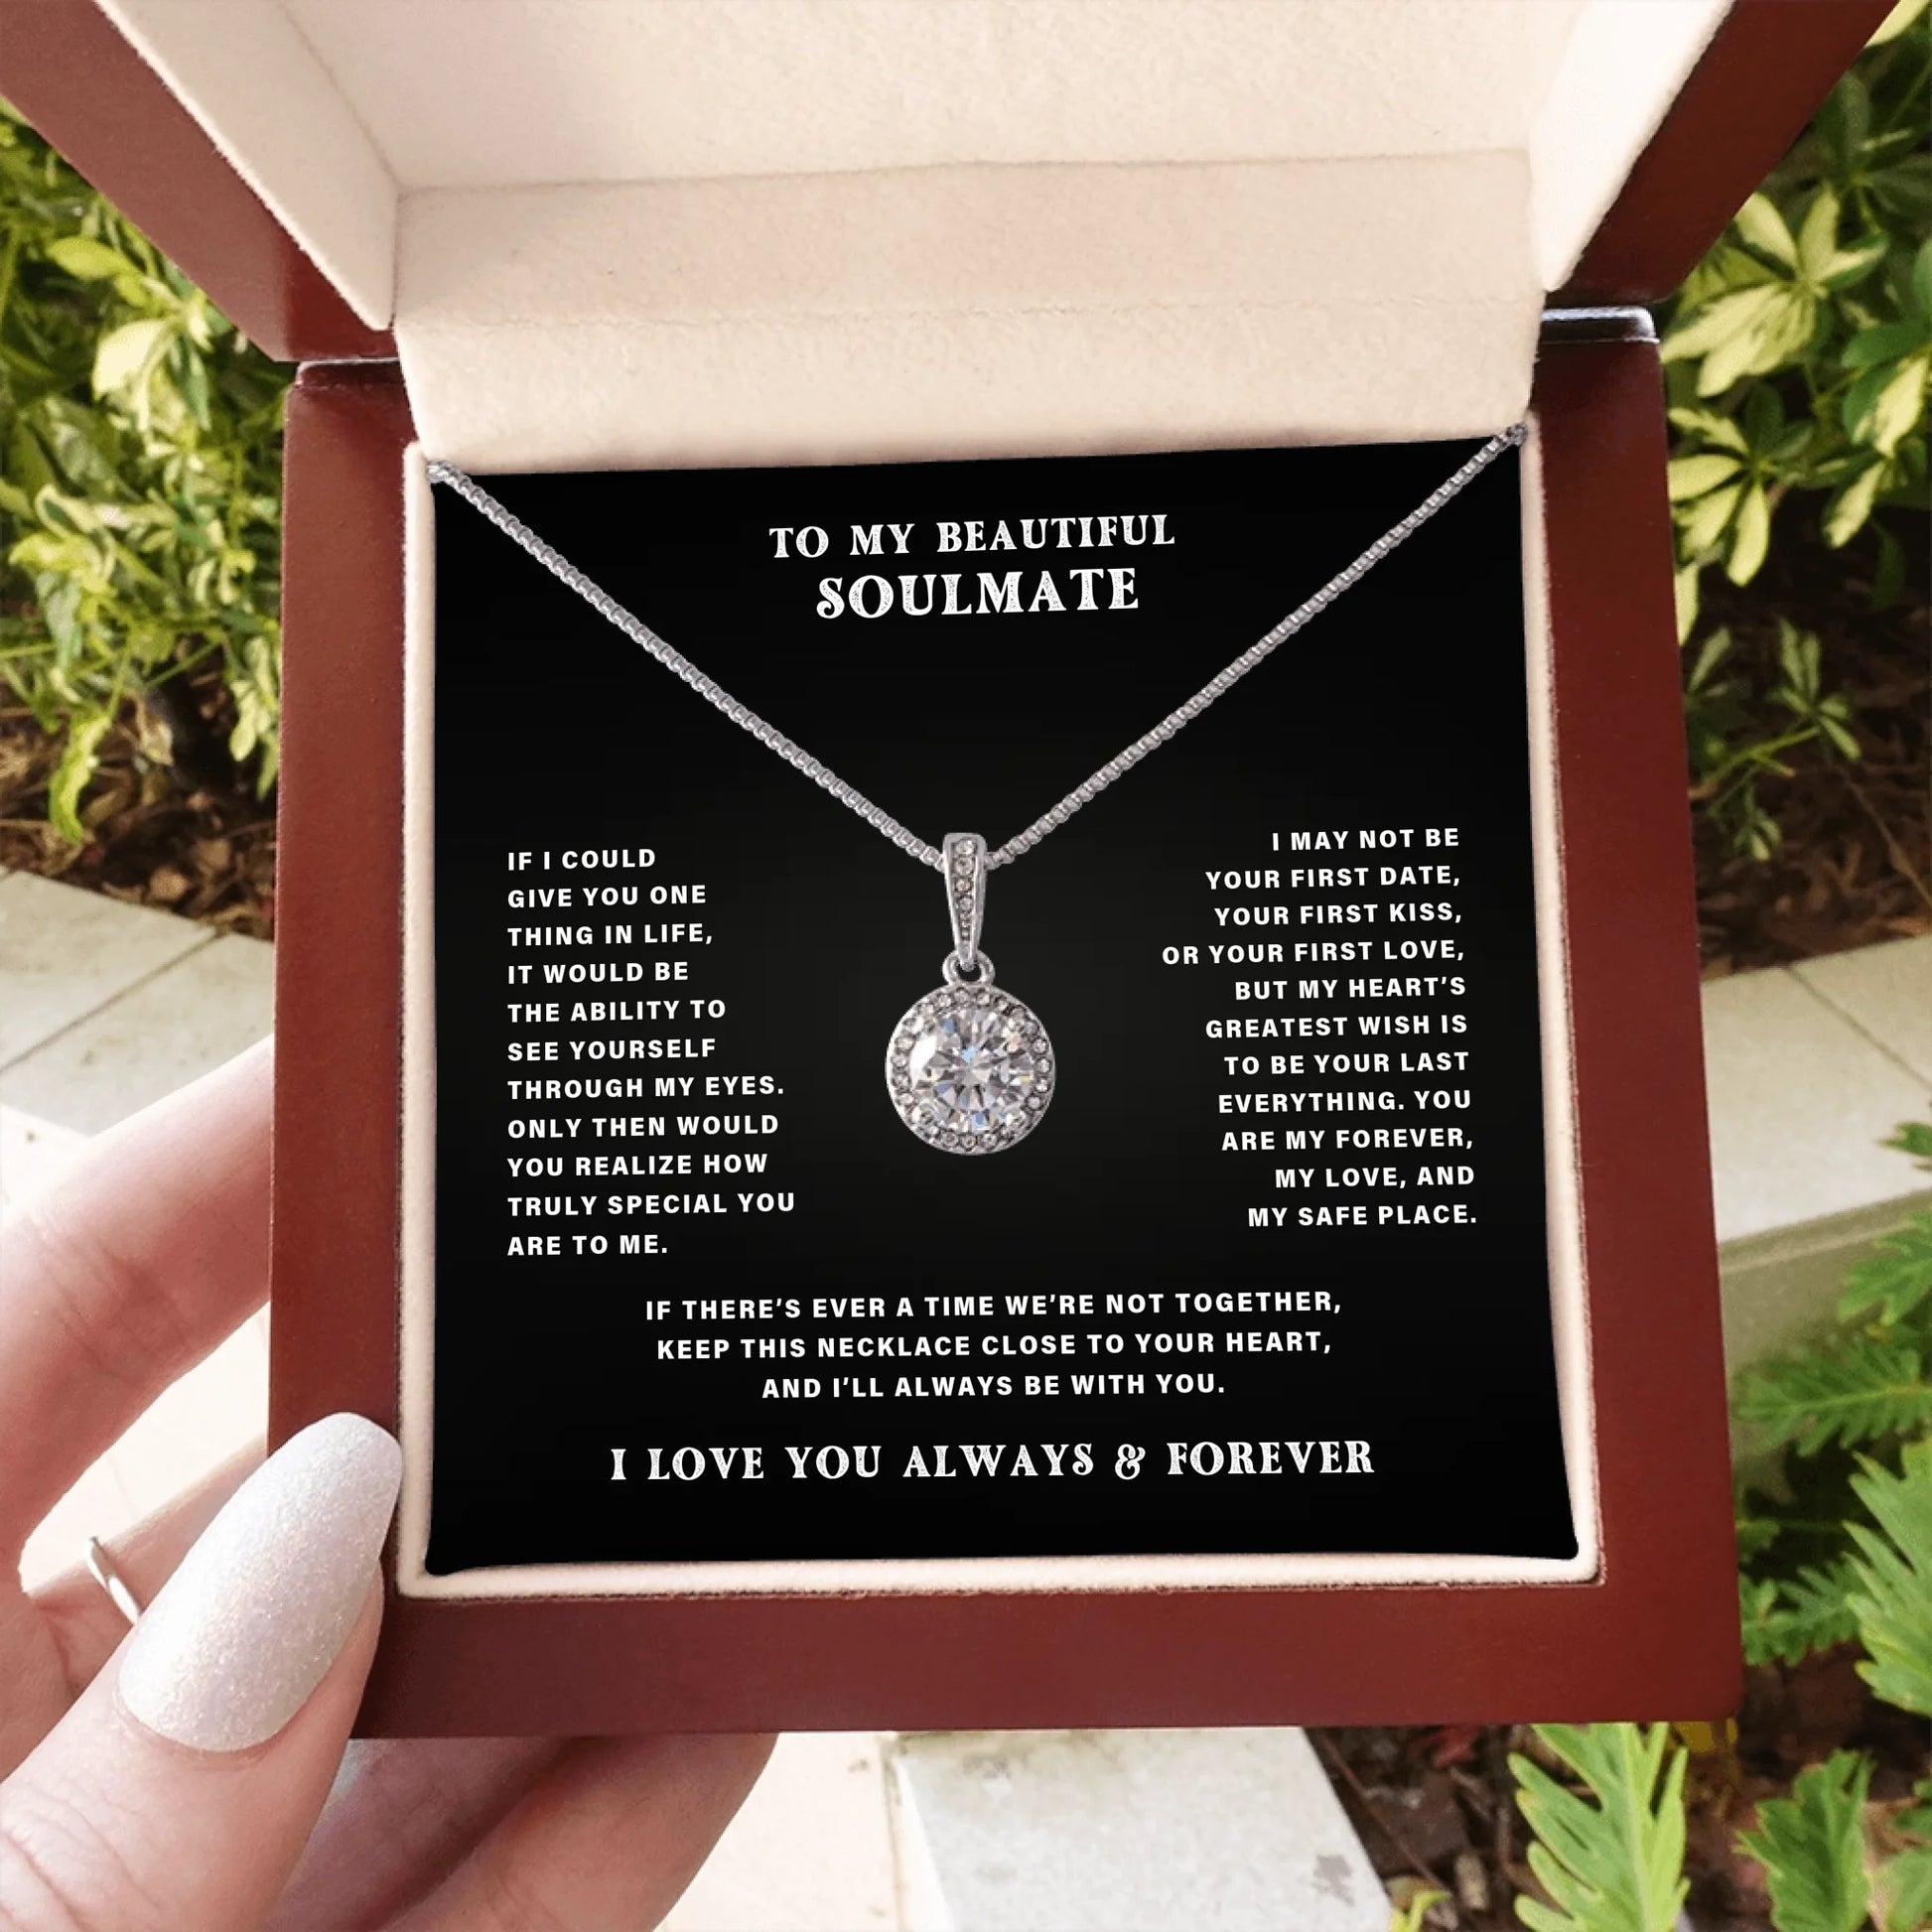 TO MY BEAUTIFUL
SOULMATE
IF I COULD
GIVE YOU ONE
THING IN LIFE,
IT WOULD BE
THE ABILITY TO
SEE YOURSELF
THROUGH MY EYES.
ONLY THEN WOULD
YOU REALIZE HOW
TRULY SPECIAL YOU
ARE TO ME.
I MAY NOT BE
YOUR FIRST DATE,
YOUR FIRST KISS,
OR YOUR FIRST LOVE,
BUT MY HEART’S
GREATEST WISH IS
TO BE YOUR LAST
EVERYTHING. YOU
ARE MY FOREVER,
MY LOVE, AND
MY SAFE PLACE.
IF THERE’S EVER A TIME WE’RE NOT TOGETHER,
KEEP THIS NECKLACE CLOSE TO YOUR HEART,
AND I’LL ALWAYS BE WITH YOU.
I LOVE YOU ALWAYS & FOREVER